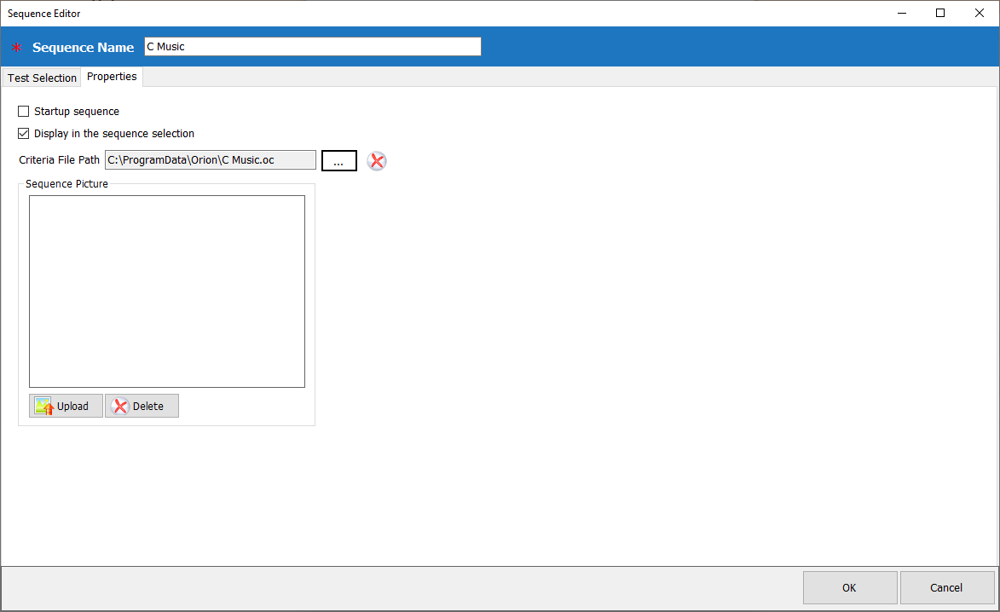 Sequence Editor
* Sequence Name C Music
Test Selection Properties
Startup sequence
Display in the sequence selection
Criteria File Path C:\ProgramData\Orion\C Music.oc ...
Sequence Picture
Upload Delete
OK Cancel